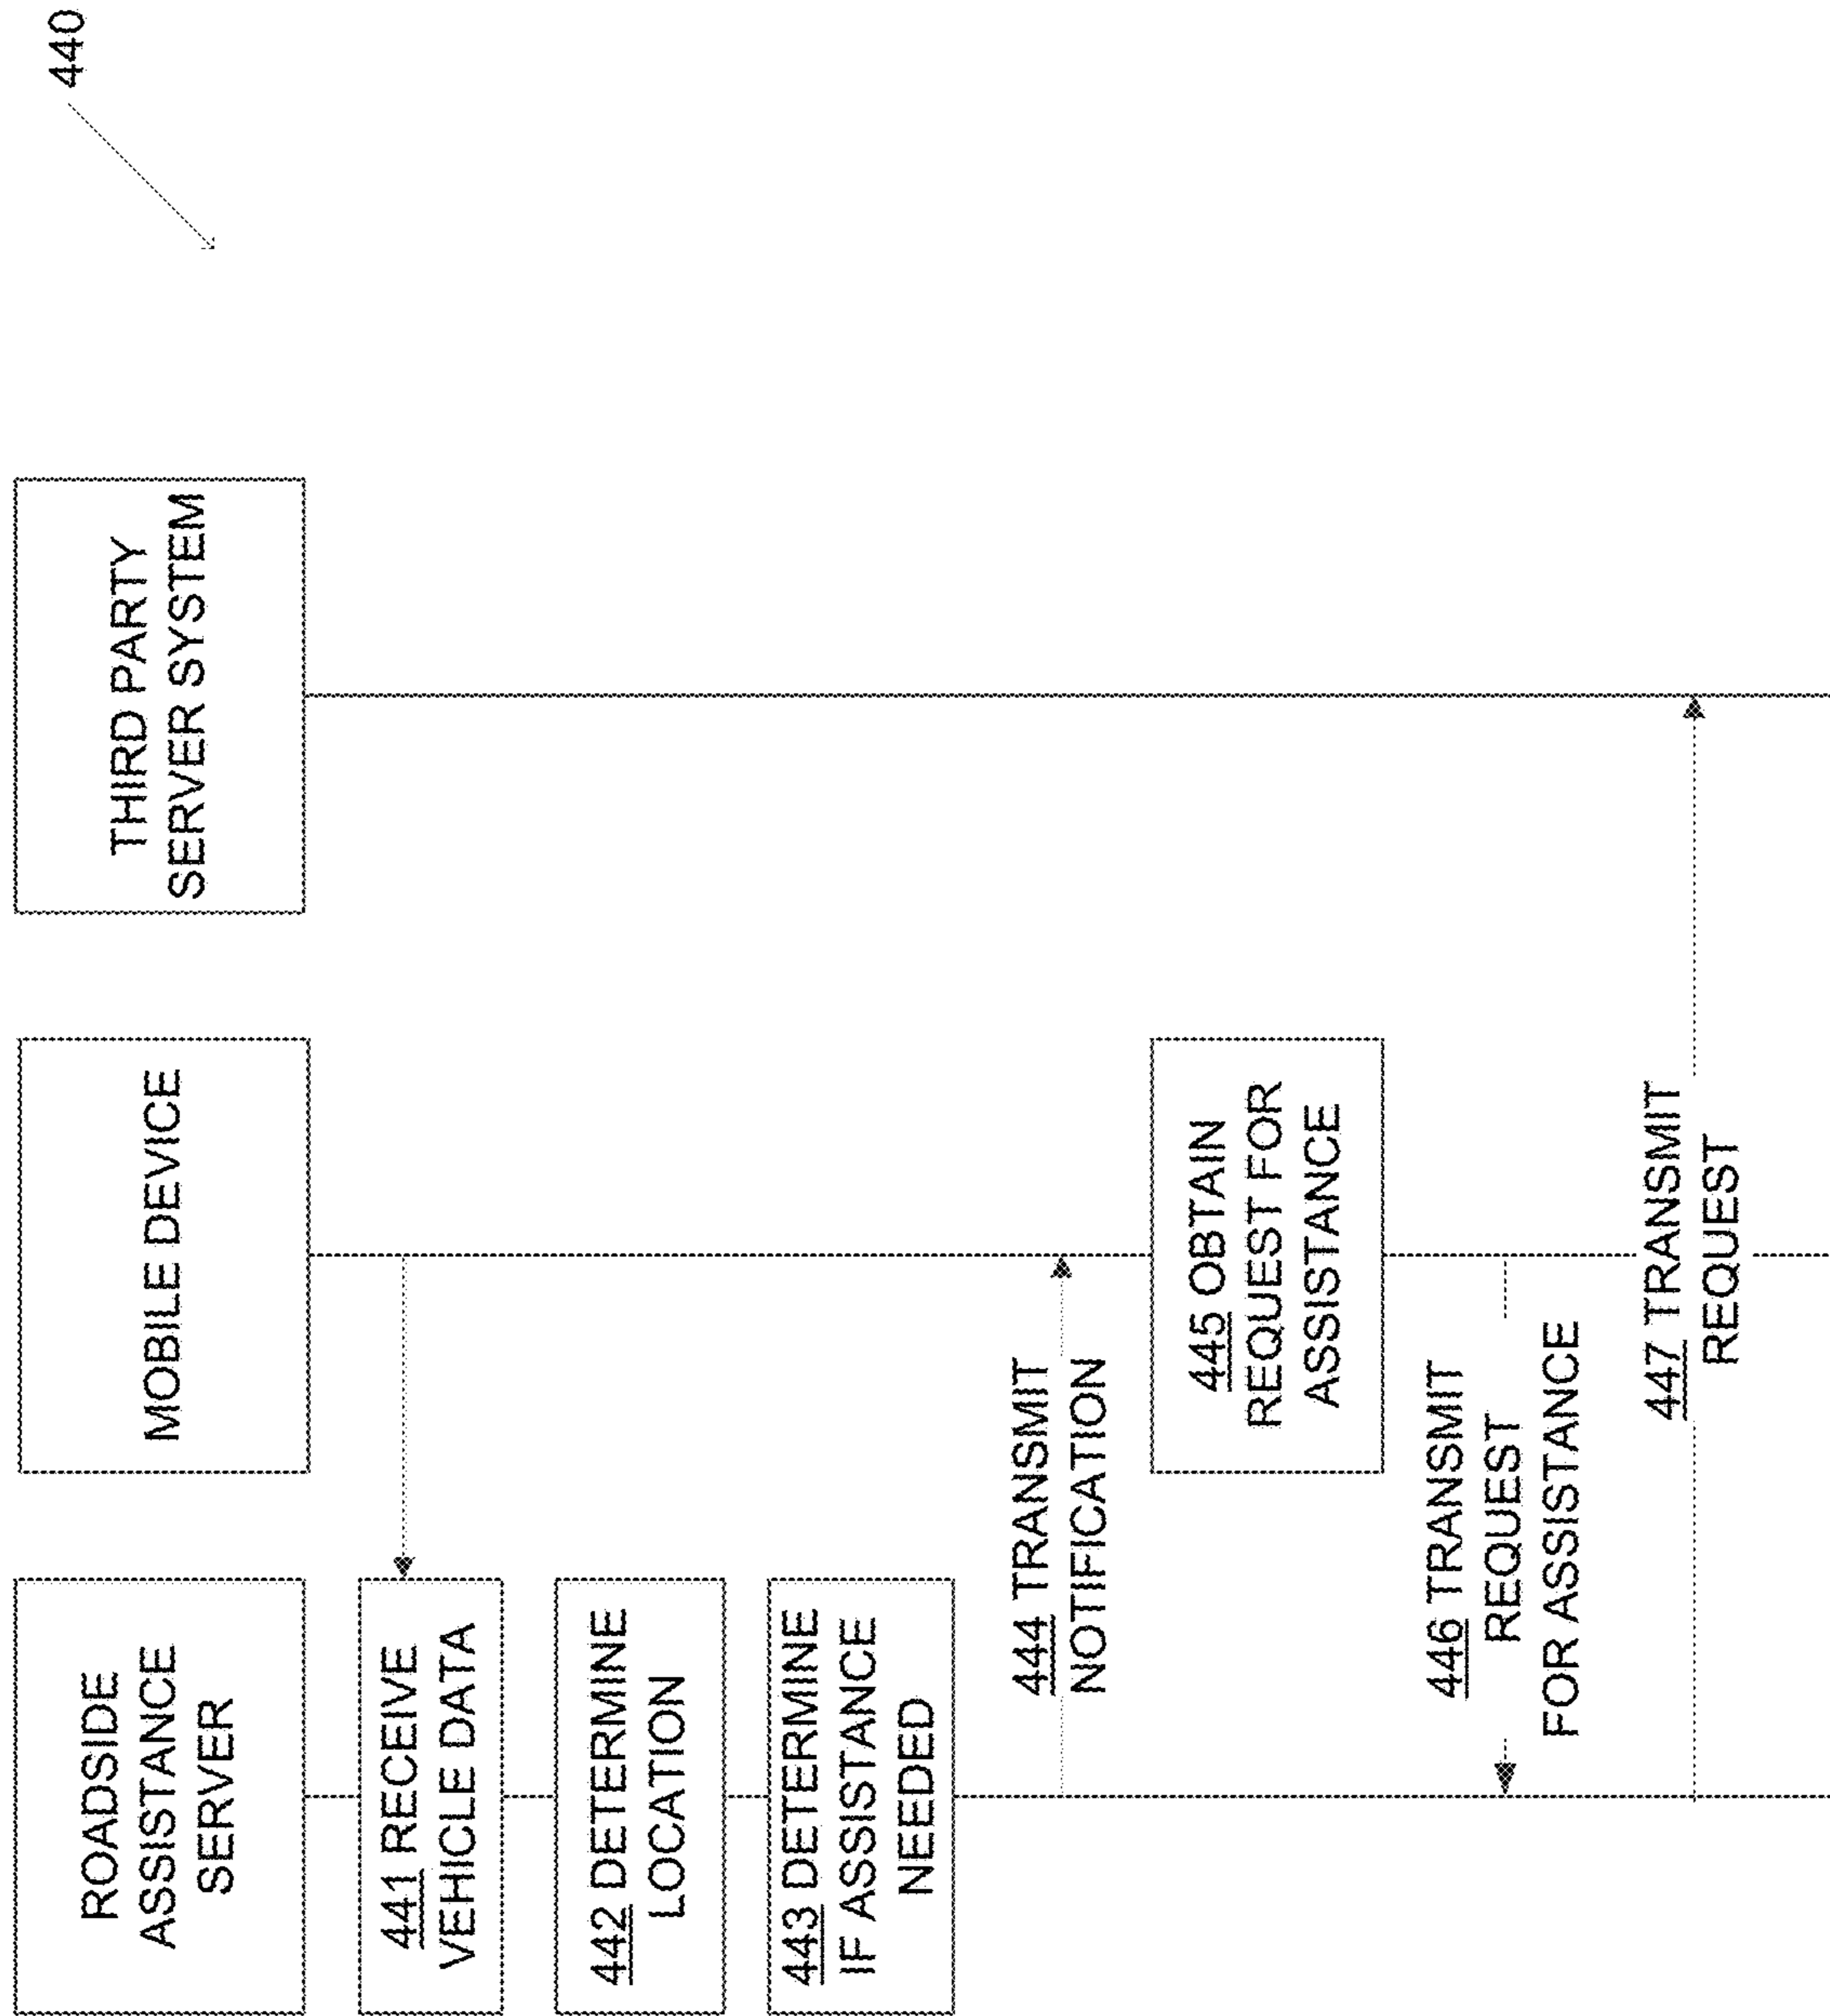 440
ROADSIDE
ASSISTANCE
SERVER
MOBILE DEVICE
THIRD PARTY
SERVER SYSTEM
441 RECEIVE
VEHICLE DATA
442 DETERMINE
LOCATION
443 DETERMINE
IF ASSISTANCE
NEEDED
444 TRANSMIT
NOTIFICATION
445 OBTAIN
REQUEST FOR
ASSISTANCE
446 TRANSMIT
REQUEST
FOR ASSISTANCE
447 TRANSMIT
REQUEST